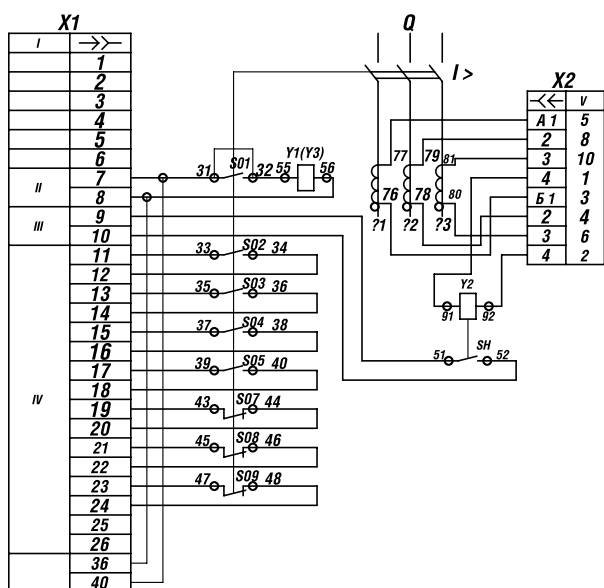 X1
Q
I >
X2
I
V
1
2
3
4
5
6
II
7
8
III
9
10
IV
11
12
13
14
15
16
17
18
19
20
21
22
23
24
25
26
36
40
31
S01
32
55
Y1(Y3)
56
33
S02
34
35
S03
36
37
S04
38
39
S05
40
43
S07
44
45
S08
46
47
S09
48
77
79
81
76
78
80
?1
?2
?3
А 1 5
2 8
3 10
4 1
Б 1 3
2 4
3 6
4 2
Y2
91
92
SH
51
52